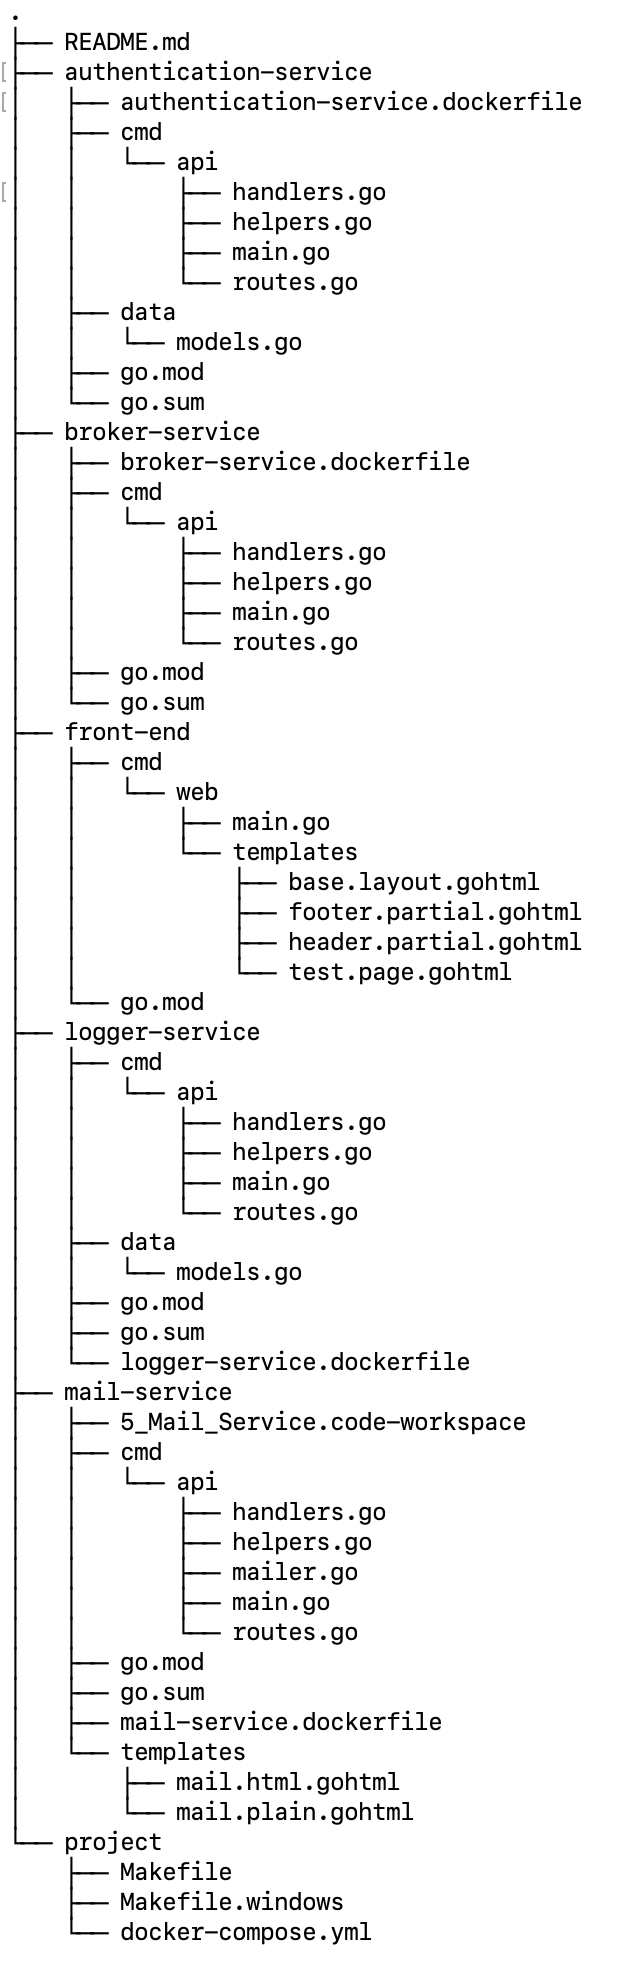 .
├── README.md
├── authentication-service
│   ├── authentication-service.dockerfile
│   ├── cmd
│   │   └── api
│   │       ├── handlers.go
│   │       ├── helpers.go
│   │       ├── main.go
│   │       └── routes.go
│   ├── data
│   │   └── models.go
│   ├── go.mod
│   └── go.sum
├── broker-service
│   ├── broker-service.dockerfile
│   ├── cmd
│   │   └── api
│   │       ├── handlers.go
│   │       ├── helpers.go
│   │       ├── main.go
│   │       └── routes.go
│   ├── go.mod
│   └── go.sum
├── front-end
│   ├── cmd
│   │   └── web
│   │       ├── main.go
│   │       └── templates
│   │           ├── base.layout.gohtml
│   │           ├── footer.partial.gohtml
│   │           ├── header.partial.gohtml
│   │           └── test.page.gohtml
│   └── go.mod
├── logger-service
│   ├── cmd
│   │   └── api
│   │       ├── handlers.go
│   │       ├── helpers.go
│   │       ├── main.go
│   │       └── routes.go
│   ├── data
│   │   └── models.go
│   ├── go.mod
│   ├── go.sum
│   └── logger-service.dockerfile
├── mail-service
│   ├── 5_Mail_Service.code-workspace
│   ├── cmd
│   │   └── api
│   │       ├── handlers.go
│   │       ├── helpers.go
│   │       ├── mailer.go
│   │       ├── main.go
│   │       └── routes.go
│   ├── go.mod
│   ├── go.sum
│   ├── mail-service.dockerfile
│   └── templates
│       ├── mail.html.gohtml
│       └── mail.plain.gohtml
└── project
    ├── Makefile
    ├── Makefile.windows
    └── docker-compose.yml